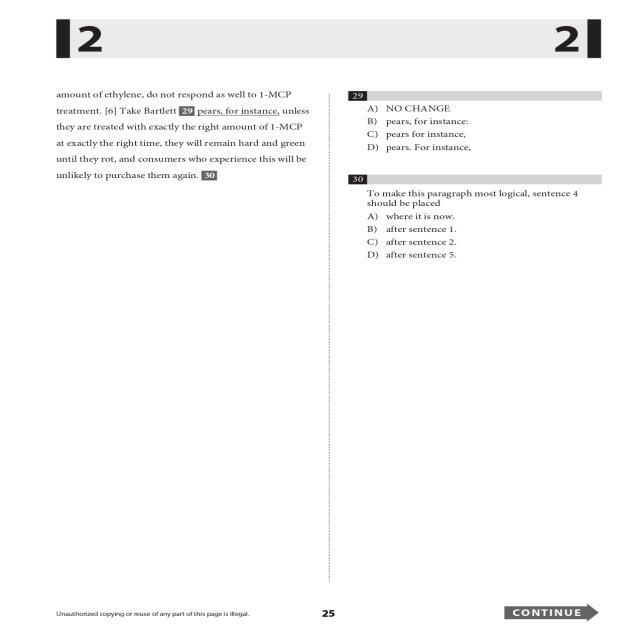 2
2
amount of ethylene, do not respond as well to 1-MCP
treatment. [6] Take Bartlett 29 pears, for instance, unless
they are treated with exactly the right amount of 1-MCP
at exactly the right time, they will remain hard and green
until they rot, and consumers who experience this will be
unlikely to purchase them again. 30
29
A) NO CHANGE
B) pears, for instance:
C) pears for instance,
D) pears. For instance,
30
To make this paragraph most logical, sentence 4
should be placed
A) where it is now.
B) after sentence 1.
C) after sentence 2.
D) after sentence 5.
Unauthorized copying or reuse of any part of this page is illegal.
25
CONTINUE